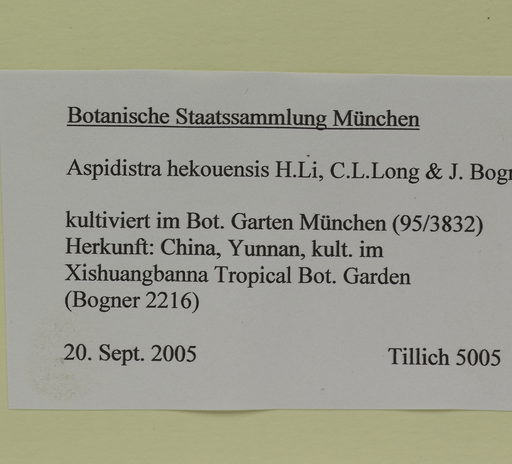 Botanische Staatssammlung München
Aspidistra hekouensis H.Li, C.L.Long & J. Bogn
kultiviert im Bot. Garten München (95/3832)
Herkunft: China, Yunnan, kult. im
Xishuangbanna Tropical Bot. Garden
(Bogner 2216)
20. Sept. 2005 Tillich 5005